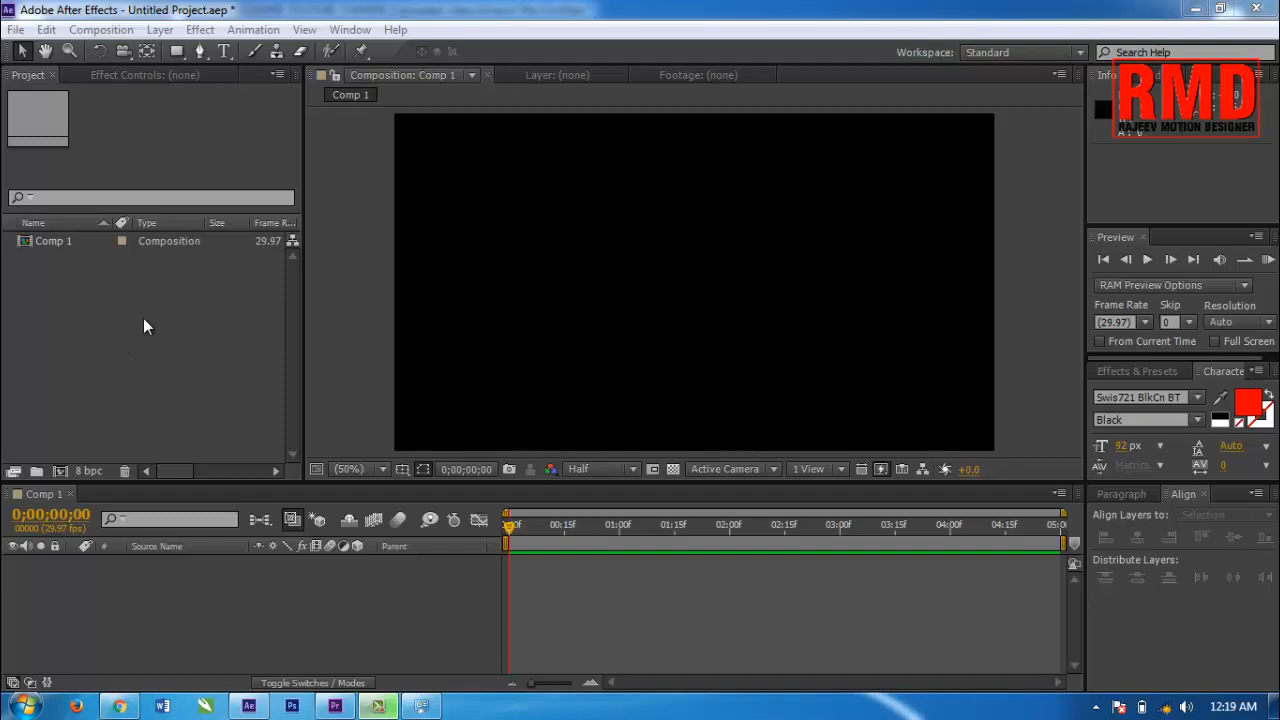 Adobe After Effects - Untitled Project.aep *
File Edit Composition Layer Effect Animation View Window Help
Workspace: Standard Search Help
Project Effect Controls: (none) Composition: Comp 1 Layer: (none) Footage: (none) Info
Comp 1
RMD
RAJEEV MOTION DESIGNER
Name Type Size Frame R...
Comp 1 Composition 29.97
Preview
RAM Preview Options
Frame Rate Skip Resolution
(29.97) 0 Auto
From Current Time Full Screen
Effects & Presets Characte
Swis721 BlkCn BT
Black
92 px Auto
Metrics 0
8 bpc (50%) 0;00;00;00 Half Active Camera 1 View +0.0
Comp 1
Paragraph Align
0;00;00;00
00000 (29.97 fps)
00:15f 01:00f 01:15f 02:00f 02:15f 03:00f 03:15f 04:00f 04:15f 05:00
Align Layers to: Selection
# Source Name Parent
Distribute Layers:
Toggle Switches / Modes
Ae Ps Pr
12:19 AM